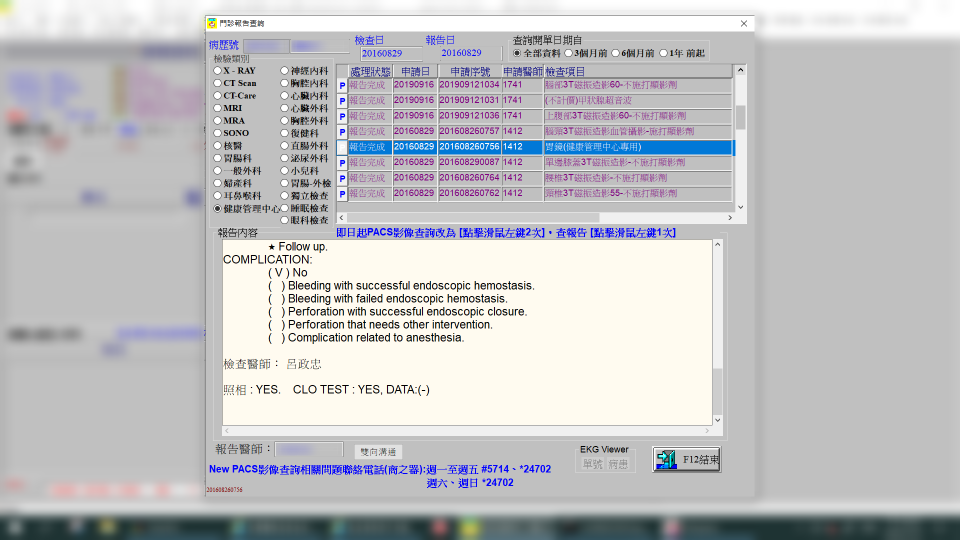 門診報告查詢
病歷號
檢查日
報告日
20160829
20160829
查詢開單日期自
全部資料 3個月前 6個月前 1年 前起
檢驗類別
X - RAY 神經內科
CT Scan 胸腔內科
CT-Care 心臟內科
MRI 心臟外科
MRA 胸腔外科
SONO 復健科
核醫 直腸外科
胃腸科 泌尿外科
一般外科 小兒科
婦產科 胃腸-外檢
耳鼻喉科 獨立檢查
健康管理中心 睡眠檢查
眼科檢查
處理狀態 申請日 申請序號 申請醫師 檢查項目
P 報告完成 20190916 201909121034 1741 腦部3T磁振造影60-不施打顯影劑
P 報告完成 20190916 201909121031 1741 (不計價)甲狀腺超音波
P 報告完成 20190916 201909121036 1741 上腹部3T磁振造影60-不施打顯影劑
P 報告完成 20160829 201608260757 1412 腦頸3T磁振造影血管攝影-施打顯影劑
報告完成 20160829 201608260756 1412 胃鏡(健康管理中心專用)
P 報告完成 20160829 201608290087 1412 單邊膝蓋3T磁振造影-不施打顯影劑
P 報告完成 20160829 201608260764 1412 腰椎3T磁振造影-不施打顯影劑
P 報告完成 20160829 201608260762 1412 頸椎3T磁振造影55-不施打顯影劑
報告內容
即日起PACS影像查詢改為 [點擊滑鼠左鍵2次]，查報告 [點擊滑鼠左鍵1次]
★ Follow up.
COMPLICATION:
( V ) No
( ) Bleeding with successful endoscopic hemostasis.
( ) Bleeding with failed endoscopic hemostasis.
( ) Perforation with successful endoscopic closure.
( ) Perforation that needs other intervention.
( ) Complication related to anesthesia.
檢查醫師： 呂政忠
照相 : YES. CLO TEST : YES, DATA:(-)
報告醫師：
雙向溝通
EKG Viewer
單號 病患
F12結束
New PACS影像查詢相關問題聯絡電話(商之器):週一至週五 #5714、*24702
週六、週日 *24702
201608260756